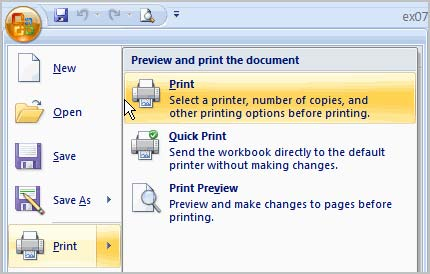 ex07
New
Open
Save
Save As
Print
Preview and print the document
Print
Select a printer, number of copies, and
other printing options before printing.
Quick Print
Send the workbook directly to the default
printer without making changes.
Print Preview
Preview and make changes to pages before
printing.